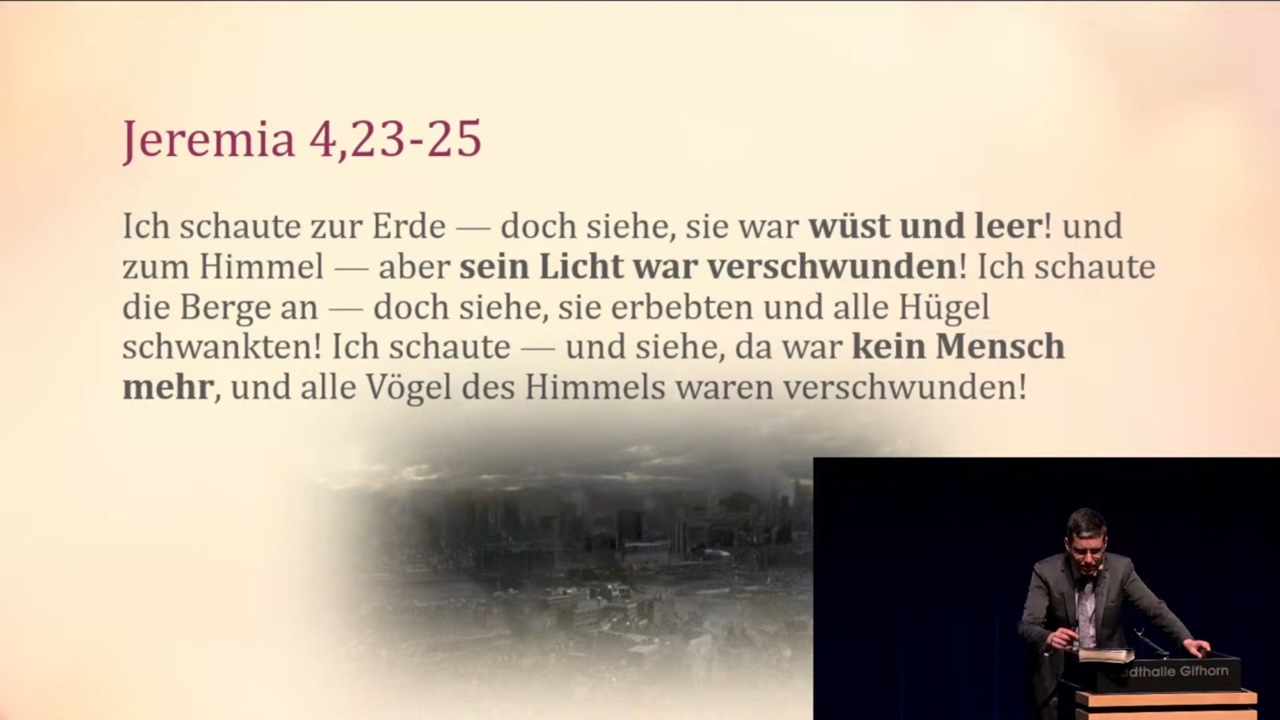 Jeremia 4,23-25
Ich schaute zur Erde — doch siehe, sie war wüst und leer! und
zum Himmel — aber sein Licht war verschwunden! Ich schaute
die Berge an — doch siehe, sie erbebten und alle Hügel
schwankten! Ich schaute — und siehe, da war kein Mensch
mehr, und alle Vögel des Himmels waren verschwunden!
Gifhorn